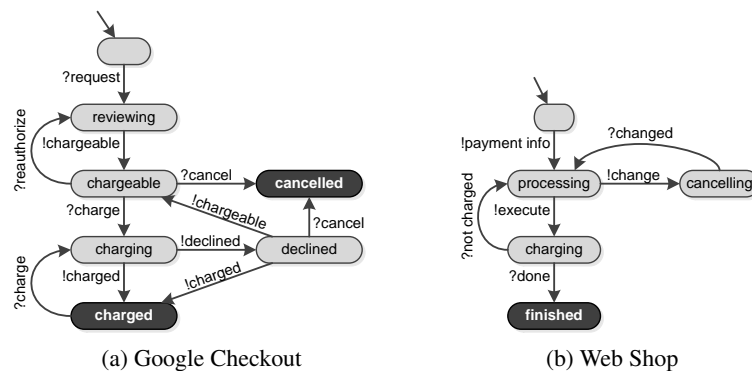 ?request
reviewing
?reauthorize
!chargeable
chargeable
?cancel
cancelled
?charge
!chargeable
?cancel
charging
!declined
declined
?charge
!charged
!charged
charged
(a) Google Checkout
!payment info
?changed
processing
!change
cancelling
?not charged
!execute
charging
?done
finished
(b) Web Shop